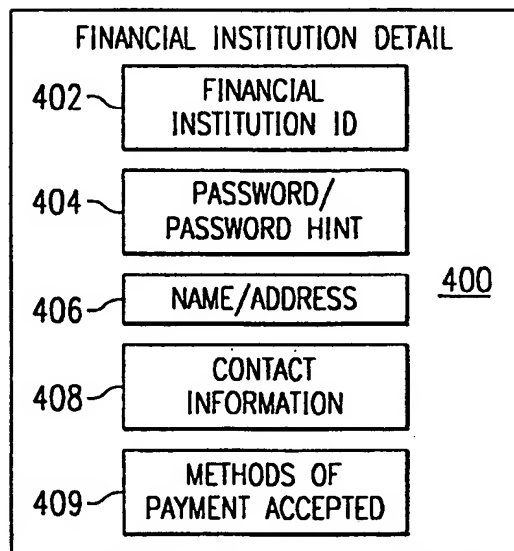 FINANCIAL INSTITUTION DETAIL
402
FINANCIAL
INSTITUTION ID
404
PASSWORD/
PASSWORD HINT
406
NAME/ADDRESS
400
408
CONTACT
INFORMATION
409
METHODS OF
PAYMENT ACCEPTED